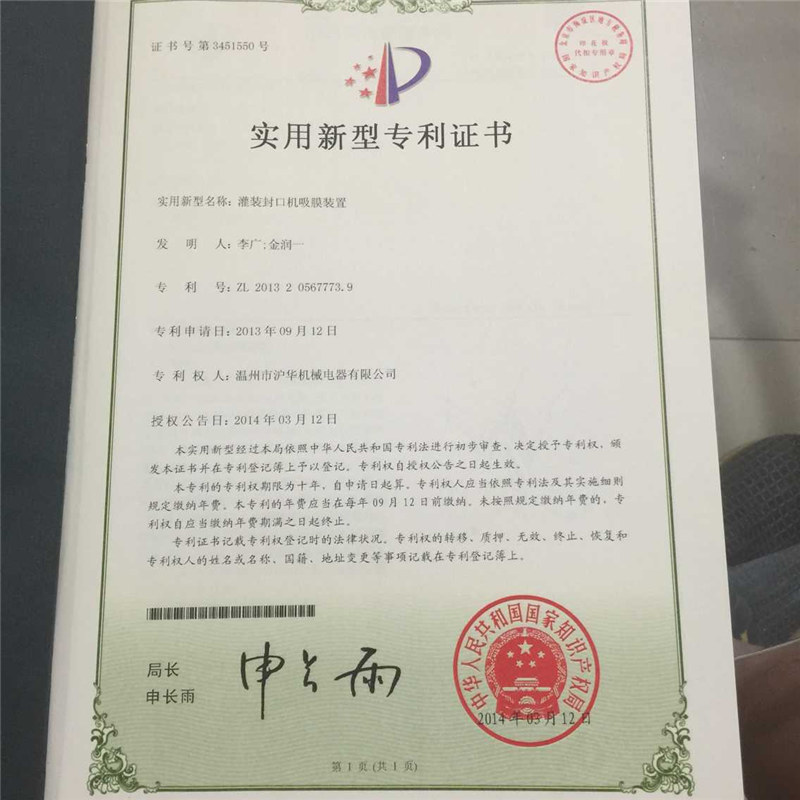 证书号第3451550号
印花税
代扣专用章
实用新型专利证书
实用新型名称：灌装封口机吸膜装置
发 明 人：李广;金润一
专 利 号：ZL 2013 2 0567773.9
专利申请日：2013年09月12日
专 利 权 人：温州市沪华机械电器有限公司
授权公告日：2014年03月12日
本实用新型经过本局依照中华人民共和国专利法进行初步审查，决定授予专利权，颁
发本证书并在专利登记簿上予以登记。专利权自授权公告之日起生效。
本专利的专利权期限为十年，自申请日起算。专利权人应当依照专利法及其实施细则
规定缴纳年费。本专利的年费应当在每年09月12日前缴纳。未按照规定缴纳年费的，专
利权自应当缴纳年费期满之日起终止。
专利证书记载专利权登记时的法律状况。专利权的转移、质押、无效、终止、恢复和
专利权人的姓名或名称、国籍、地址变更等事项记载在专利登记簿上。
局长
申长雨
申长雨
中华人民共和国国家知识产权局
2014年03月12日
第1页(共1页)